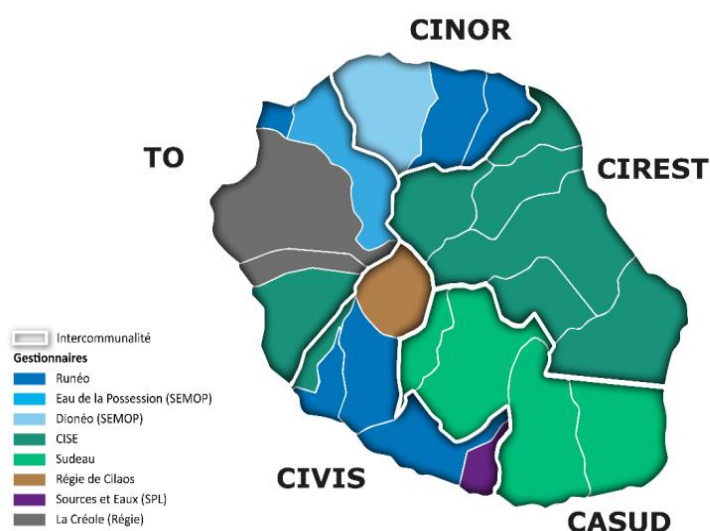 CINOR
TO
CIREST
CIVIS
CASUD
Intercommunalité
Gestionnaires
Runéo
Eau de la Possession (SEMOP)
Dionéo (SEMOP)
CISE
Sudeau
Régie de Cilaos
Sources et Eaux (SPL)
La Créole (Régie)